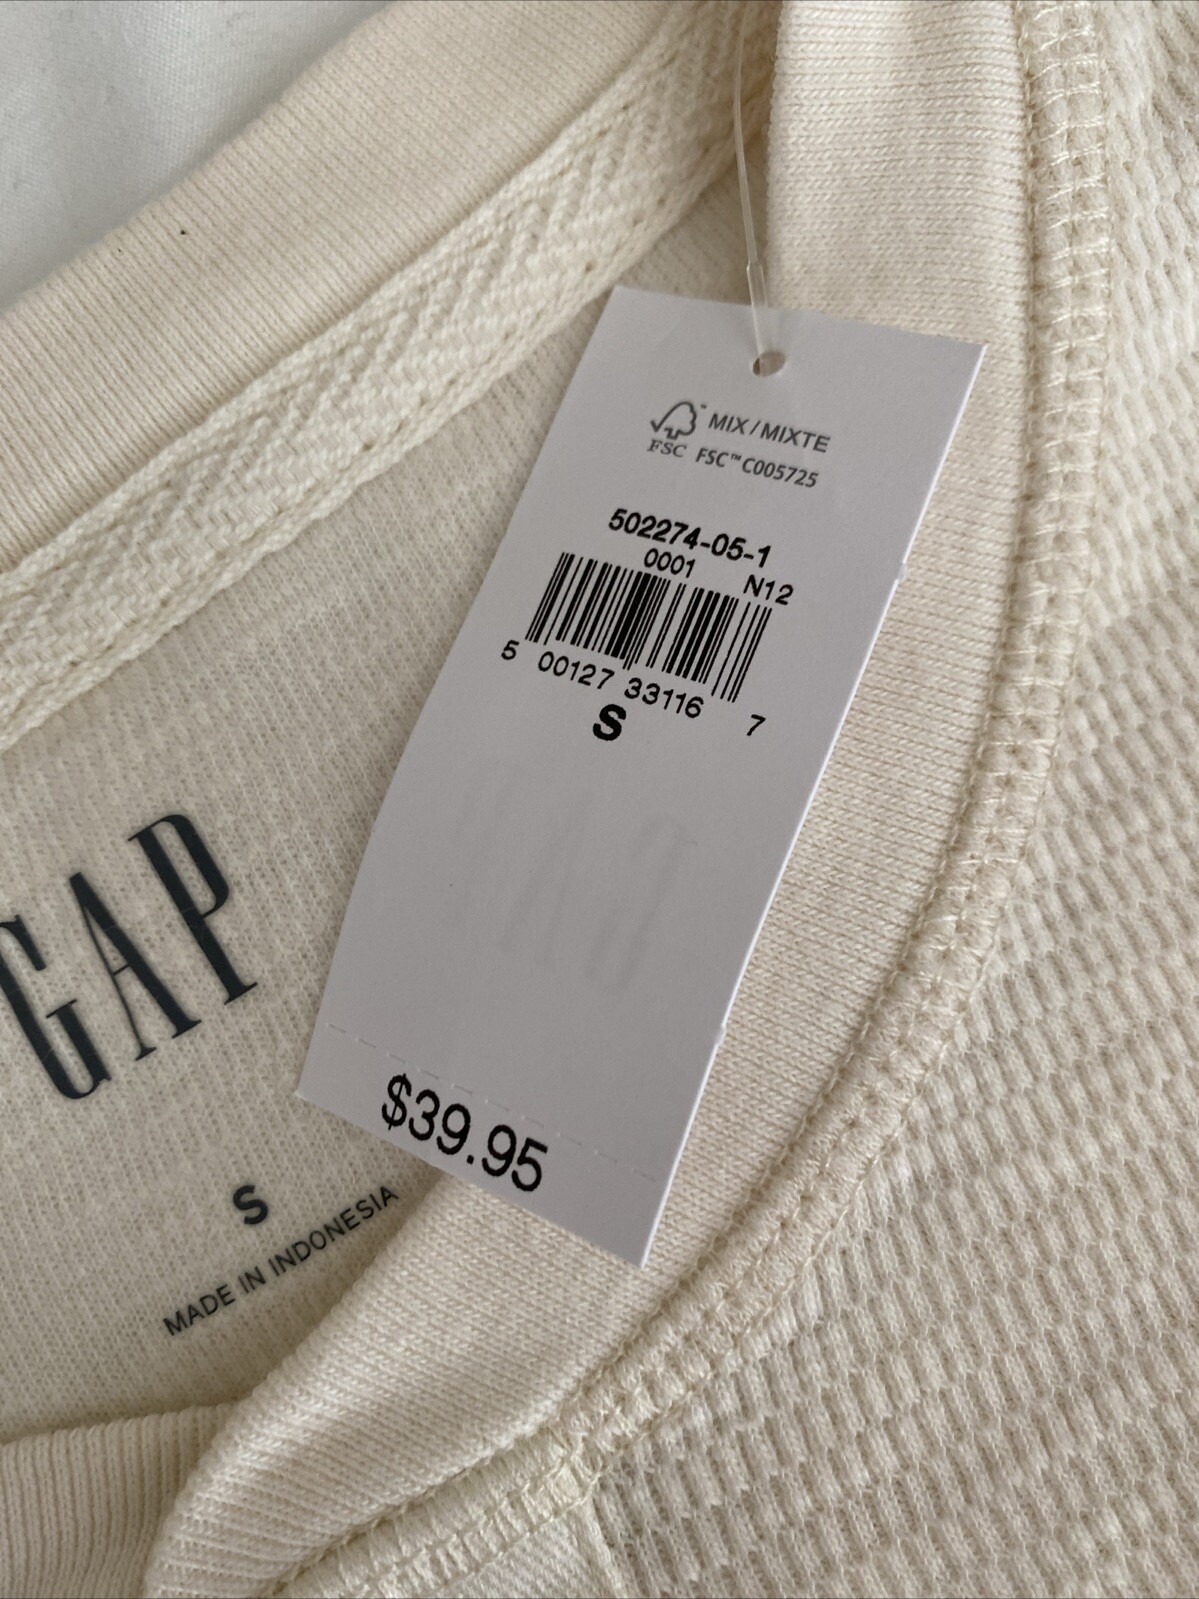 MIX/MIXTE
FSC FSC™ C005725
502274-05-1
0001 N12
5 00127 33116 7
S
$39.95
GAP
S
MADE IN INDONESIA